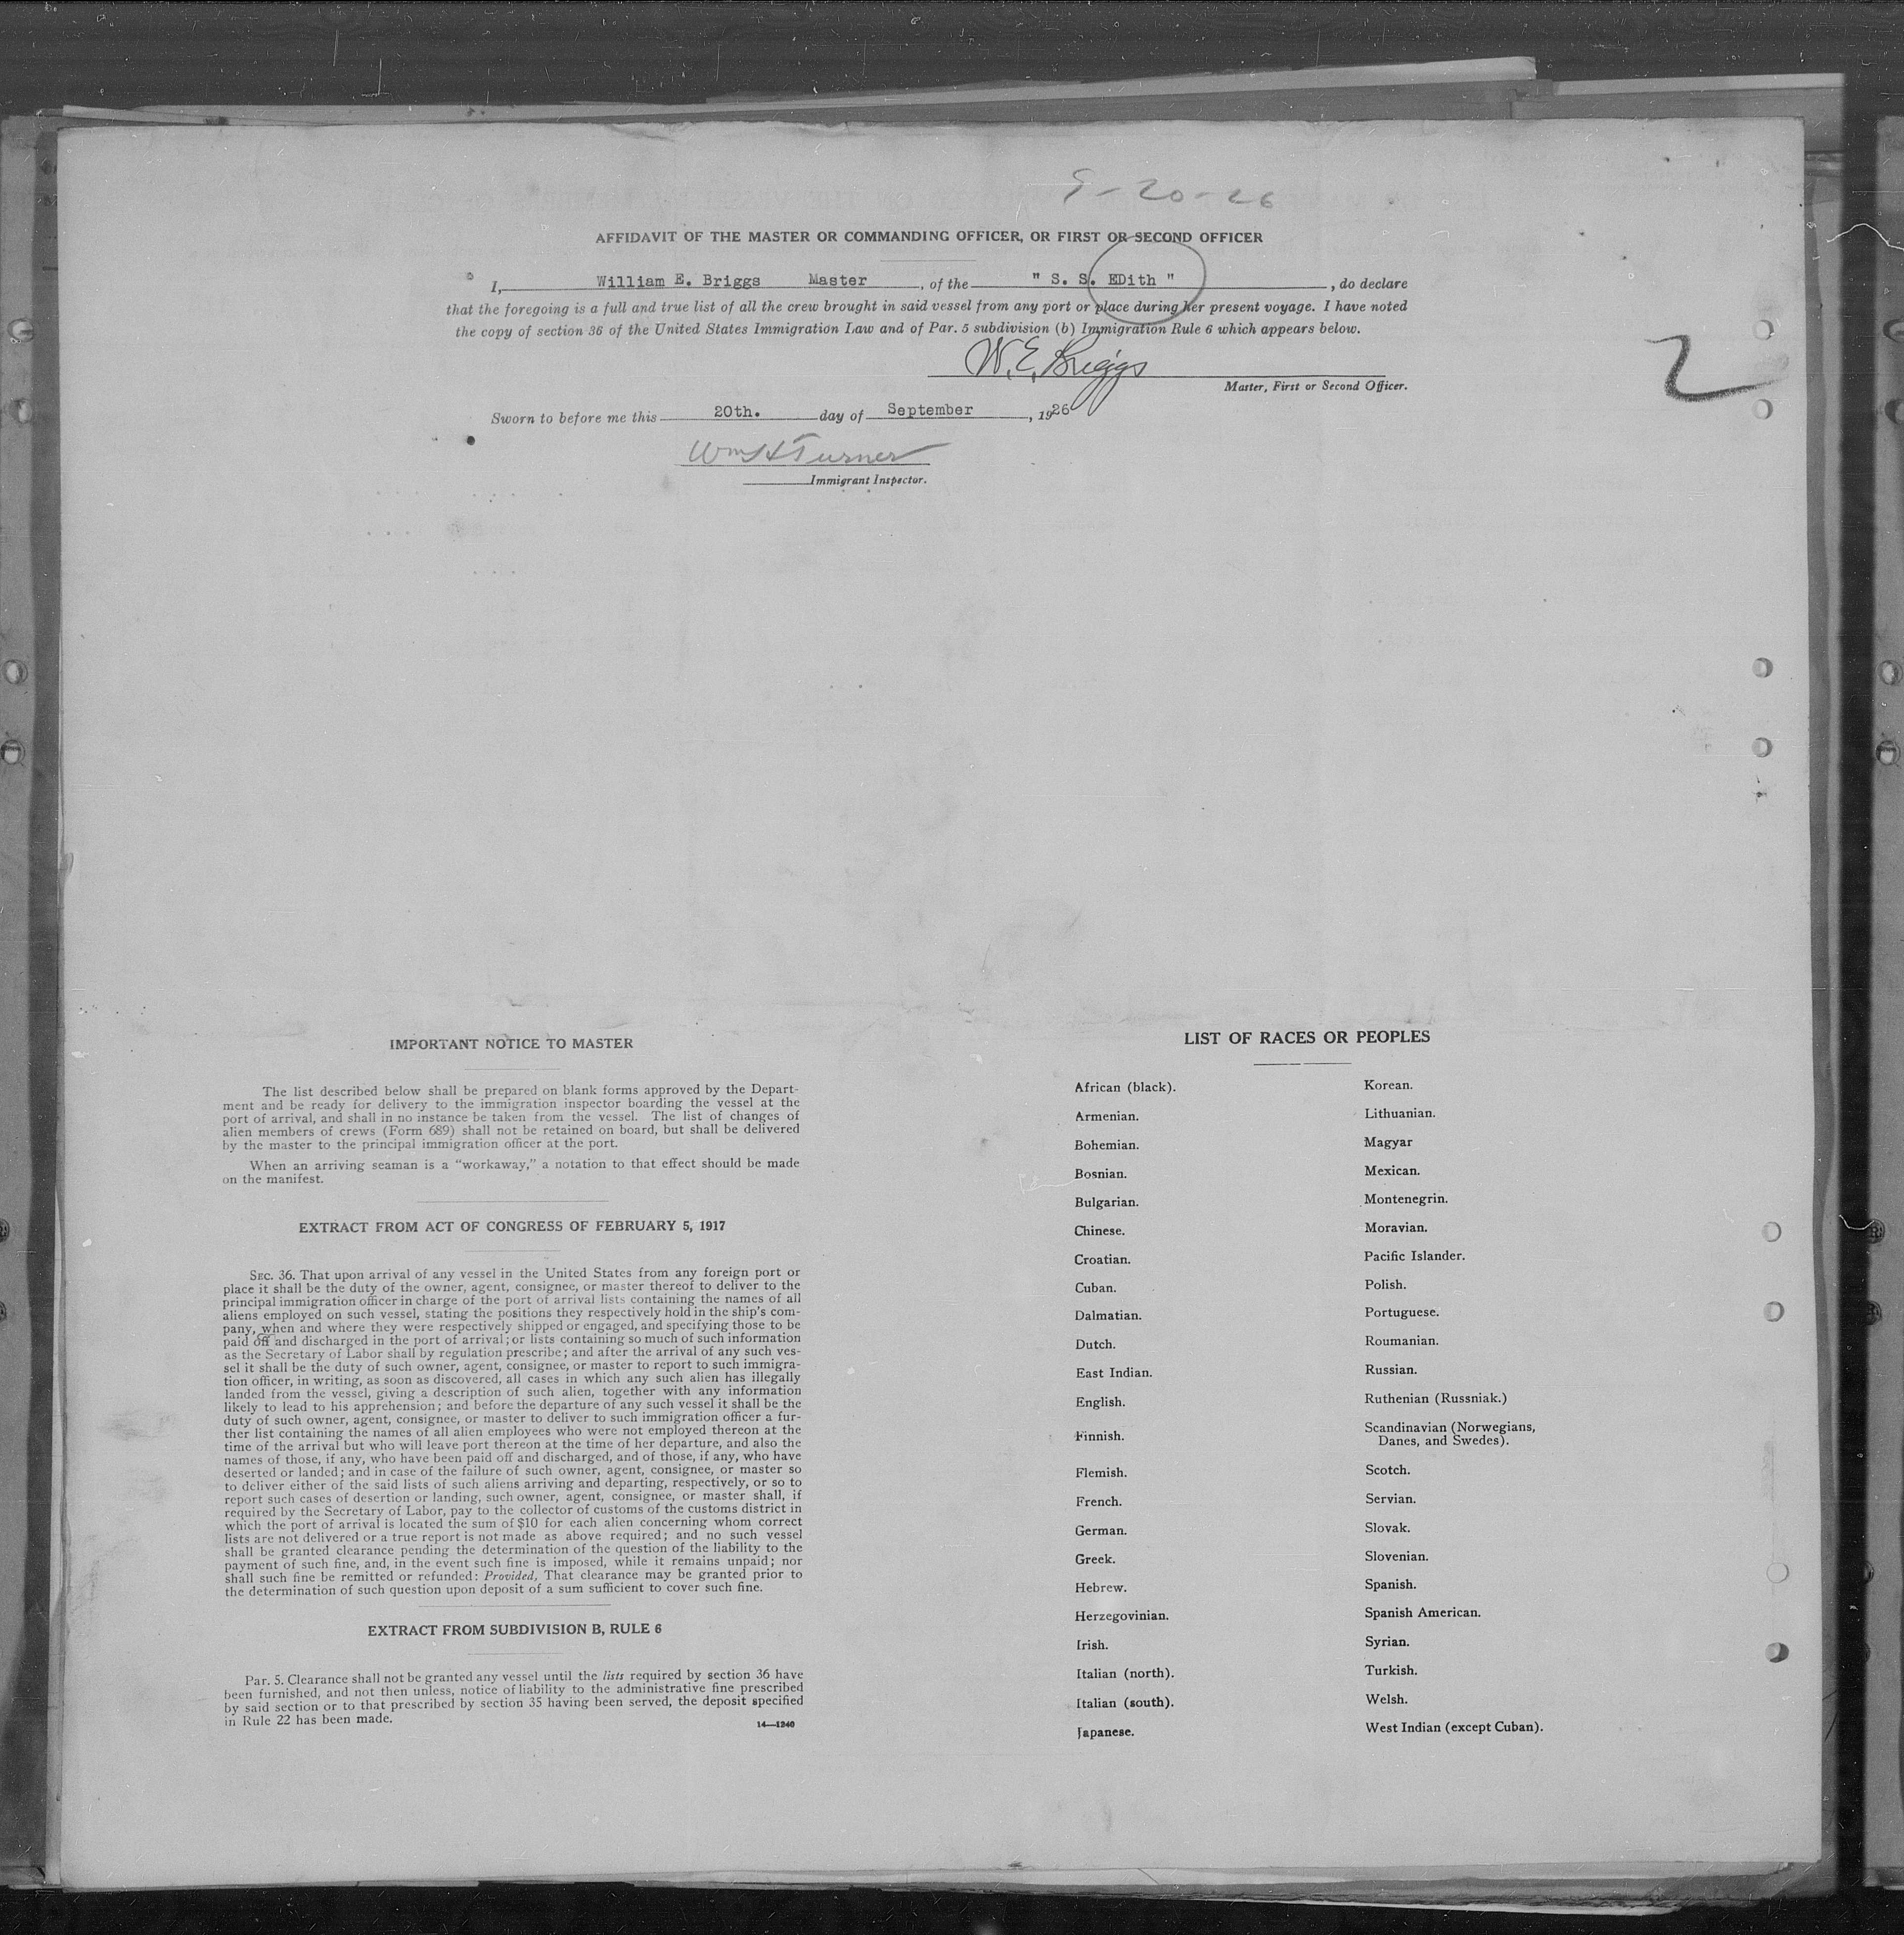 9-20-26
AFFIDAVIT OF THE MASTER OR COMMANDING OFFICER, OR FIRST OR SECOND OFFICER
I, William E. Briggs Master, of the " S. S. EDith ", do declare
that the foregoing is a full and true list of all the crew brought in said vessel from any port or place during her present voyage. I have noted
the copy of section 36 of the United States Immigration Law and of Par. 5 subdivision (b) Immigration Rule 6 which appears below.
W. E. Briggs
Master, First or Second Officer.
2
Sworn to before me this 20th. day of September, 1926
Wm H Turner
Immigrant Inspector.
IMPORTANT NOTICE TO MASTER
The list described below shall be prepared on blank forms approved by the Depart-
ment and be ready for delivery to the immigration inspector boarding the vessel at the
port of arrival, and shall in no instance be taken from the vessel. The list of changes of
alien members of crews (Form 689) shall not be retained on board, but shall be delivered
by the master to the principal immigration officer at the port.
When an arriving seaman is a "workaway," a notation to that effect should be made
on the manifest.
EXTRACT FROM ACT OF CONGRESS OF FEBRUARY 5, 1917
SEC. 36. That upon arrival of any vessel in the United States from any foreign port or
place it shall be the duty of the owner, agent, consignee, or master thereof to deliver to the
principal immigration officer in charge of the port of arrival lists containing the names of all
aliens employed on such vessel, stating the positions they respectively hold in the ship's com-
pany, when and where they were respectively shipped or engaged, and specifying those to be
paid off and discharged in the port of arrival; or lists containing so much of such information
as the Secretary of Labor shall by regulation prescribe; and after the arrival of any such ves-
sel it shall be the duty of such owner, agent, consignee, or master to report to such immigra-
tion officer, in writing, as soon as discovered, all cases in which any such alien has illegally
landed from the vessel, giving a description of such alien, together with any information
likely to lead to his apprehension; and before the departure of any such vessel it shall be the
duty of such owner, agent, consignee, or master to deliver to such immigration officer a fur-
ther list containing the names of all alien employees who were not employed thereon at the
time of the arrival but who will leave port thereon at the time of her departure, and also the
names of those, if any, who have been paid off and discharged, and of those, if any, who have
deserted or landed; and in case of the failure of such owner, agent, consignee, or master so
to deliver either of the said lists of such aliens arriving and departing, respectively, or so to
report such cases of desertion or landing, such owner, agent, consignee, or master shall, if
required by the Secretary of Labor, pay to the collector of customs of the customs district in
which the port of arrival is located the sum of $10 for each alien concerning whom correct
lists are not delivered or a true report is not made as above required; and no such vessel
shall be granted clearance pending the determination of the question of the liability to the
payment of such fine, and, in the event such fine is imposed, while it remains unpaid; nor
shall such fine be remitted or refunded: Provided, That clearance may be granted prior to
the determination of such question upon deposit of a sum sufficient to cover such fine.
EXTRACT FROM SUBDIVISION B, RULE 6
Par. 5. Clearance shall not be granted any vessel until the lists required by section 36 have
been furnished, and not then unless, notice of liability to the administrative fine prescribed
by said section or to that prescribed by section 35 having been served, the deposit specified
in Rule 22 has been made.
14—1240
LIST OF RACES OR PEOPLES
African (black).
Armenian.
Bohemian.
Bosnian.
Bulgarian.
Chinese.
Croatian.
Cuban.
Dalmatian.
Dutch.
East Indian.
English.
Finnish.
Flemish.
French.
German.
Greek.
Hebrew.
Herzegovinian.
Irish.
Italian (north).
Italian (south).
Japanese.
Korean.
Lithuanian.
Magyar
Mexican.
Montenegrin.
Moravian.
Pacific Islander.
Polish.
Portuguese.
Roumanian.
Russian.
Ruthenian (Russniak.)
Scandinavian (Norwegians,
Danes, and Swedes).
Scotch.
Servian.
Slovak.
Slovenian.
Spanish.
Spanish American.
Syrian.
Turkish.
Welsh.
West Indian (except Cuban).